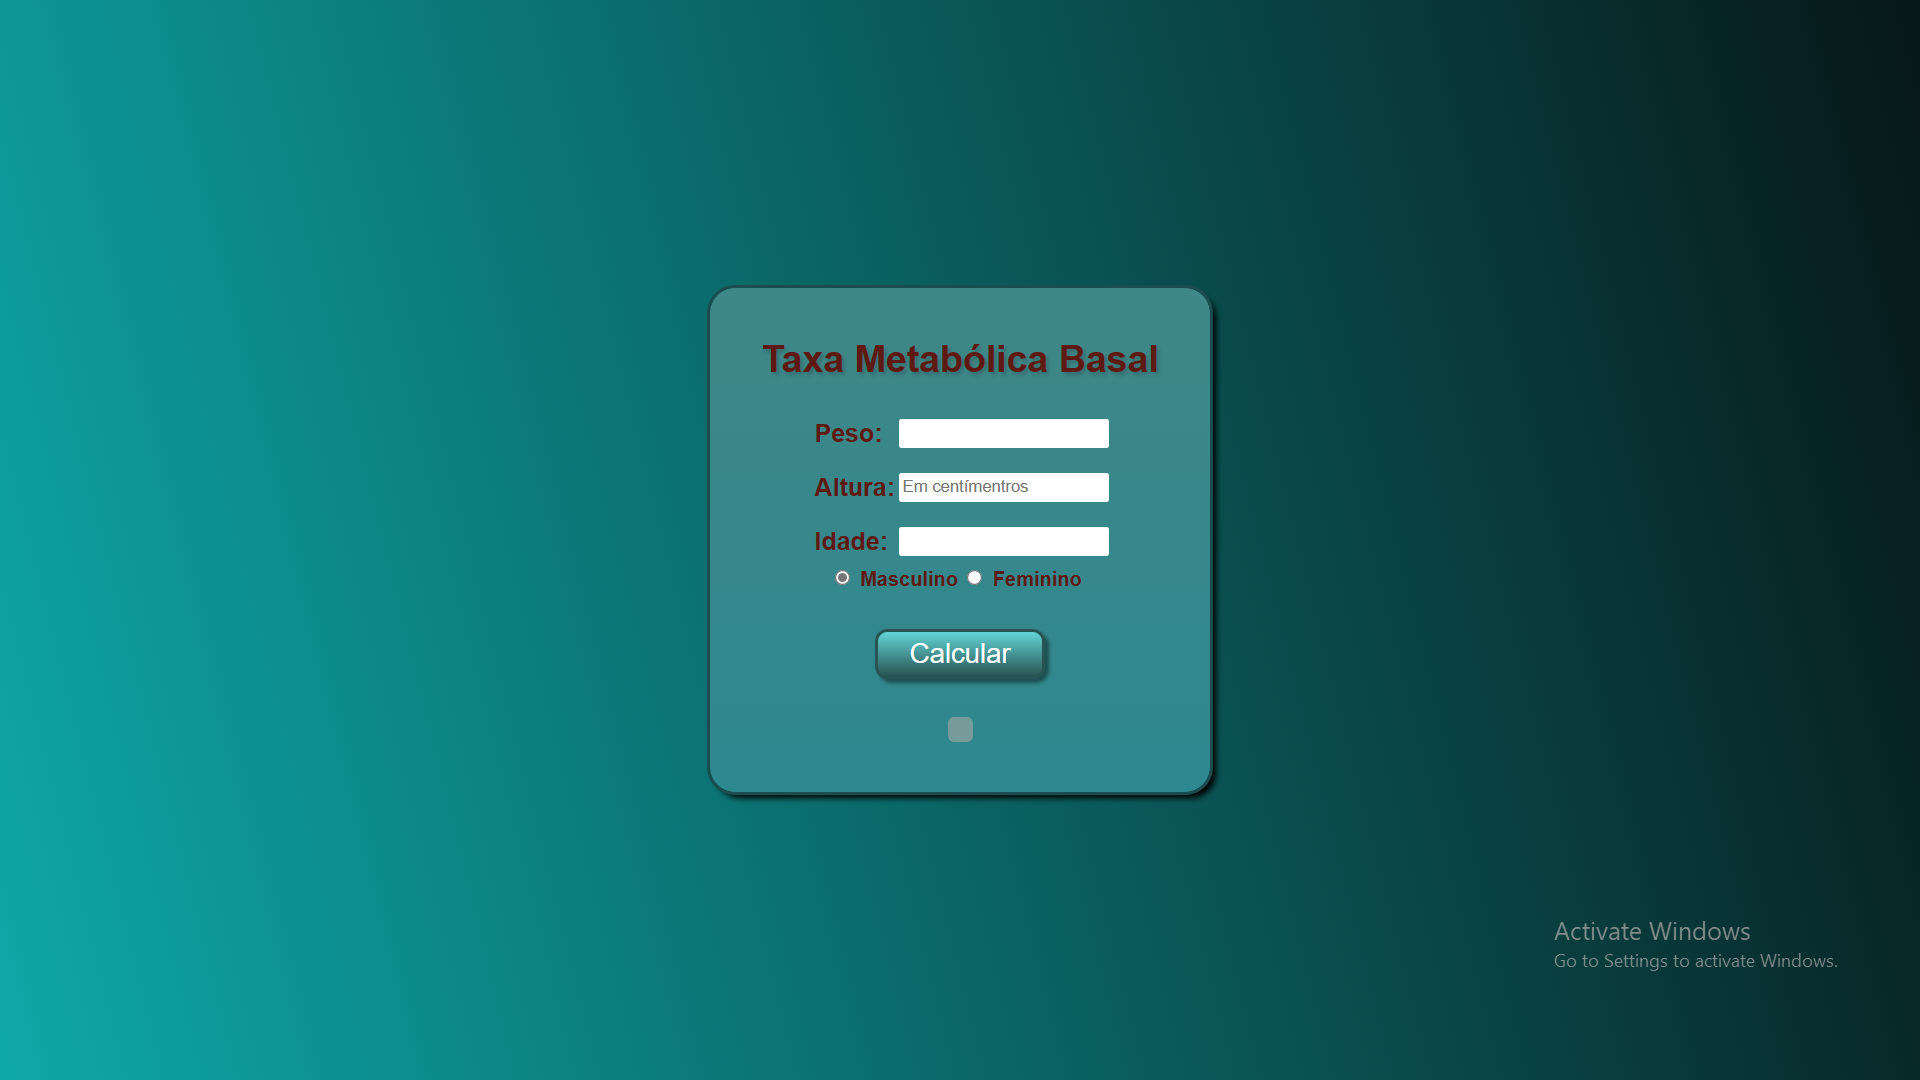 Taxa Metabólica Basal
Peso:
Altura: Em centímentros
Idade:
Masculino Feminino
Calcular
Activate Windows
Go to Settings to activate Windows.